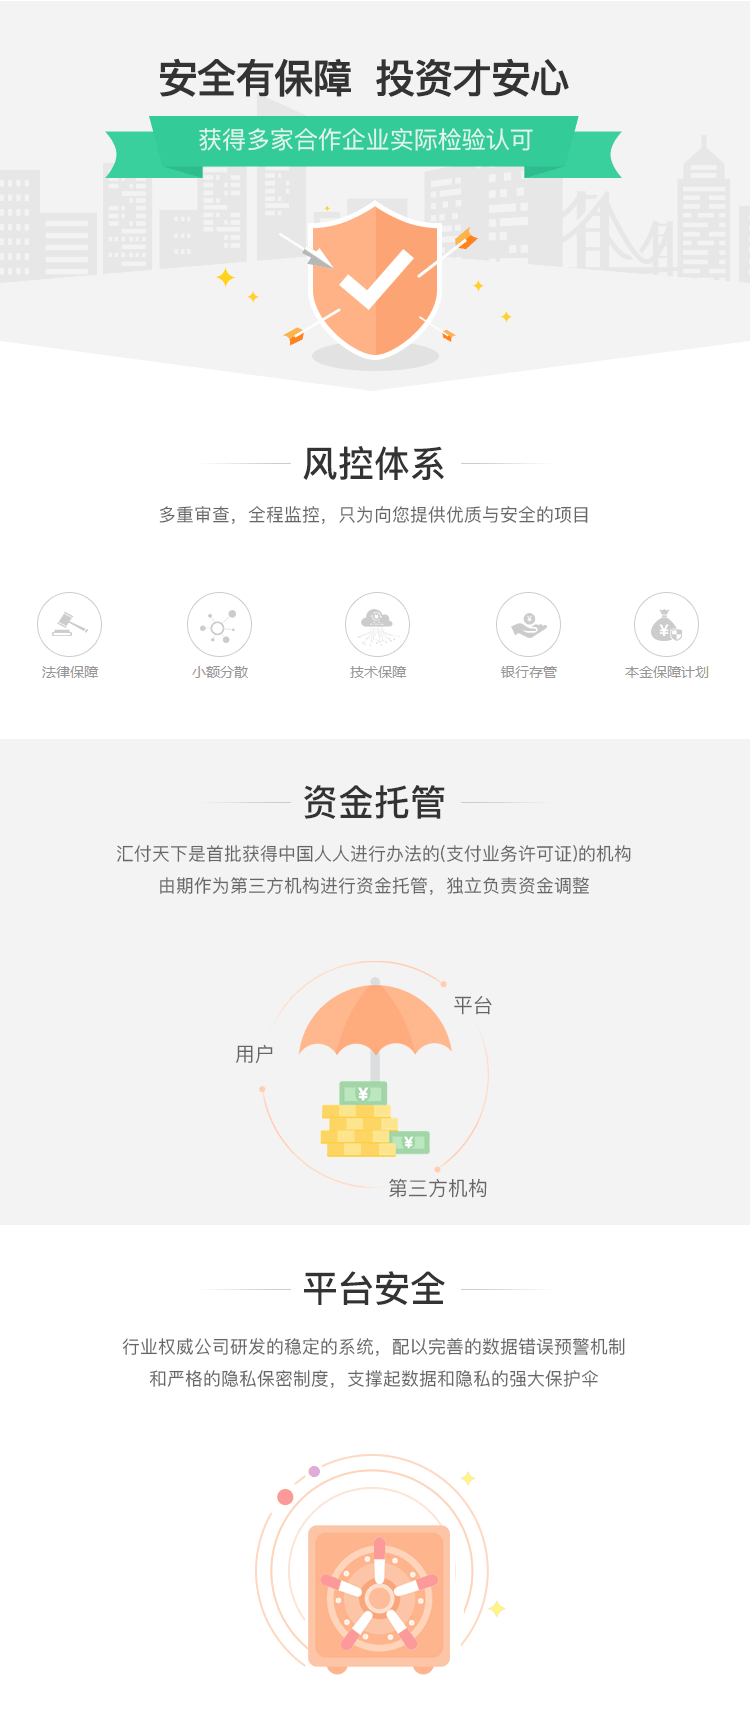 安全有保障 投资才安心
获得多家合作企业实际检验认可
风控体系
多重审查，全程监控，只为向您提供优质与安全的项目
法律保障 小额分散 技术保障 银行存管 本金保障计划
资金托管
汇付天下是首批获得中国人人进行办法的(支付业务许可证)的机构
由期作为第三方机构进行资金托管，独立负责资金调整
平台
用户
¥
¥
第三方机构
平台安全
行业权威公司研发的稳定的系统，配以完善的数据错误预警机制
和严格的隐私保密制度，支撑起数据和隐私的强大保护伞